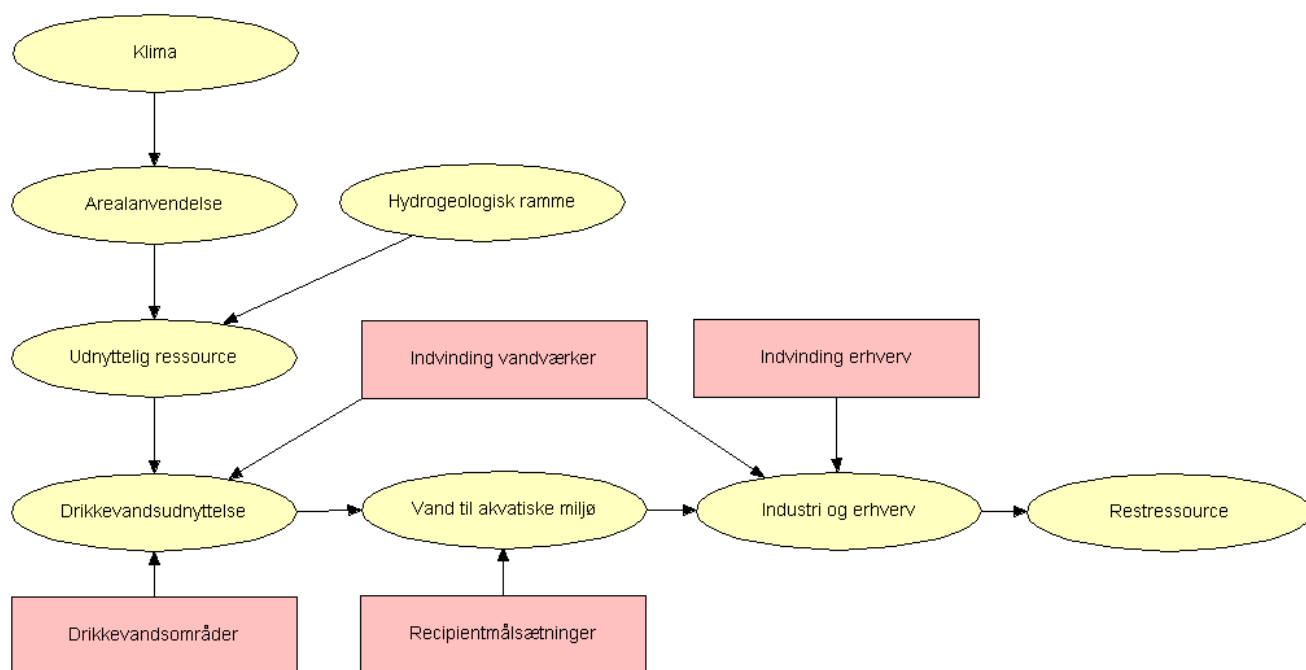 Klima
Arealanvendelse
Hydrogeologisk ramme
Udnyttelig ressource
Indvinding vandværker
Indvinding erhverv
Drikkevandsudnyttelse
Vand til akvatiske miljø
Industri og erhverv
Restressource
Drikkevandsområder
Recipientmålsætninger